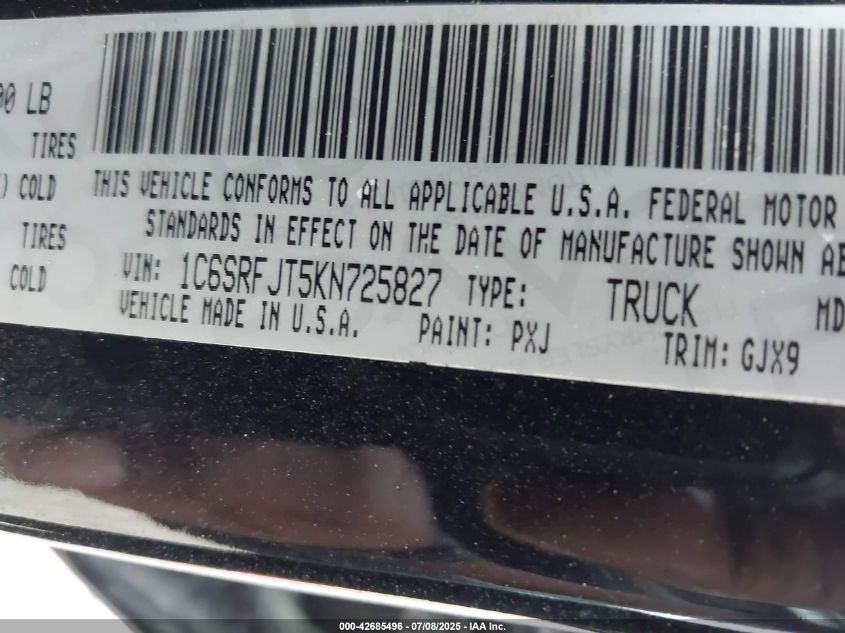 00 LB
TIRES
) COLD
THIS VEHICLE CONFORMS TO ALL APPLICABLE U.S.A. FEDERAL MOTOR
STANDARDS IN EFFECT ON THE DATE OF MANUFACTURE SHOWN AB
TIRES
COLD
VIN: 1C6SRFJT5KN725827 TYPE: TRUCK MD
VEHICLE MADE IN U.S.A. PAINT: PXJ TRIM: GJX9
000-42685496 - 07/08/2025 - IAA Inc.